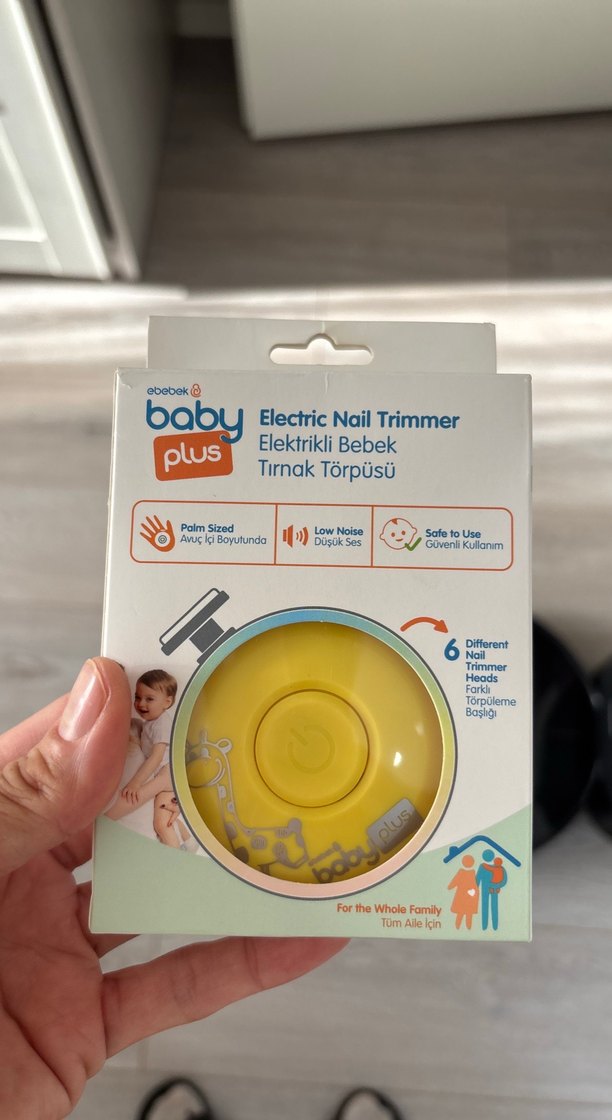 ebebek
baby
plus
Electric Nail Trimmer
Elektrikli Bebek
Tırnak Törpüsü
Palm Sized
Avuç İçi Boyutunda
Low Noise
Düşük Ses
Safe to Use
Güvenli Kullanım
6
Different
Nail
Trimmer
Heads
Farklı
Törpüleme
Başlığı
baby plus
For the Whole Family
Tüm Aile İçin